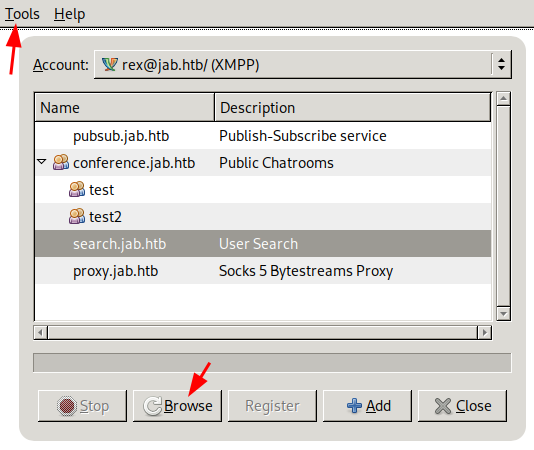 Tools Help
Account: rex@jab.htb/ (XMPP)
Name Description
pubsub.jab.htb Publish-Subscribe service
conference.jab.htb Public Chatrooms
test
test2
search.jab.htb User Search
proxy.jab.htb Socks 5 Bytestreams Proxy
Stop Browse Register Add Close